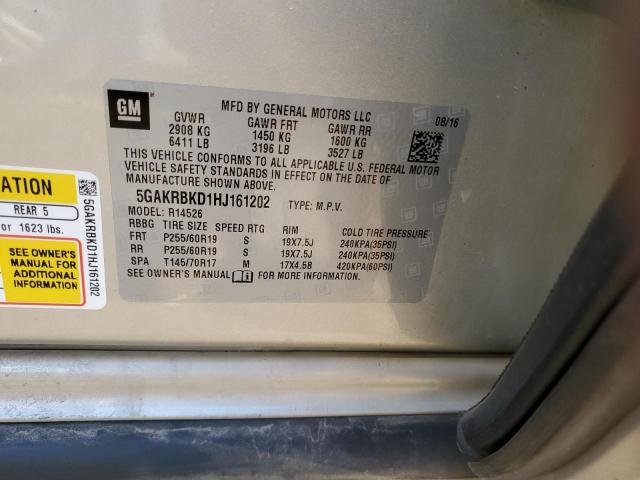 GM
MFD BY GENERAL MOTORS LLC
08/16
GVWR GAWR FRT GAWR RR
2908 KG 1450 KG 1600 KG
6411 LB 3196 LB 3527 LB
THIS VEHICLE CONFORMS TO ALL APPLICABLE U.S. FEDERAL MOTOR
VEHICLE SAFETY STANDARDS IN EFFECT ON THE DATE OF
MANUFACTURE SHOWN ABOVE.
5GAKRBKD1HJ161202 TYPE: M.P.V.
MODEL: R14526
RBBG TIRE SIZE SPEED RTG RIM COLD TIRE PRESSURE
FRT P255/60R19 S 19X7.5J 240KPA(35PSI)
RR P255/60R19 S 19X7.5J 240KPA(35PSI)
SPA T145/70R17 M 17X4.5B 420KPA(60PSI)
SEE OWNER'S MANUAL FOR MORE INFORMATION.
ATION
REAR 5
or 1623 lbs.
SEE OWNER'S
MANUAL FOR
ADDITIONAL
INFORMATION
5GAKRBKD1HJ161202